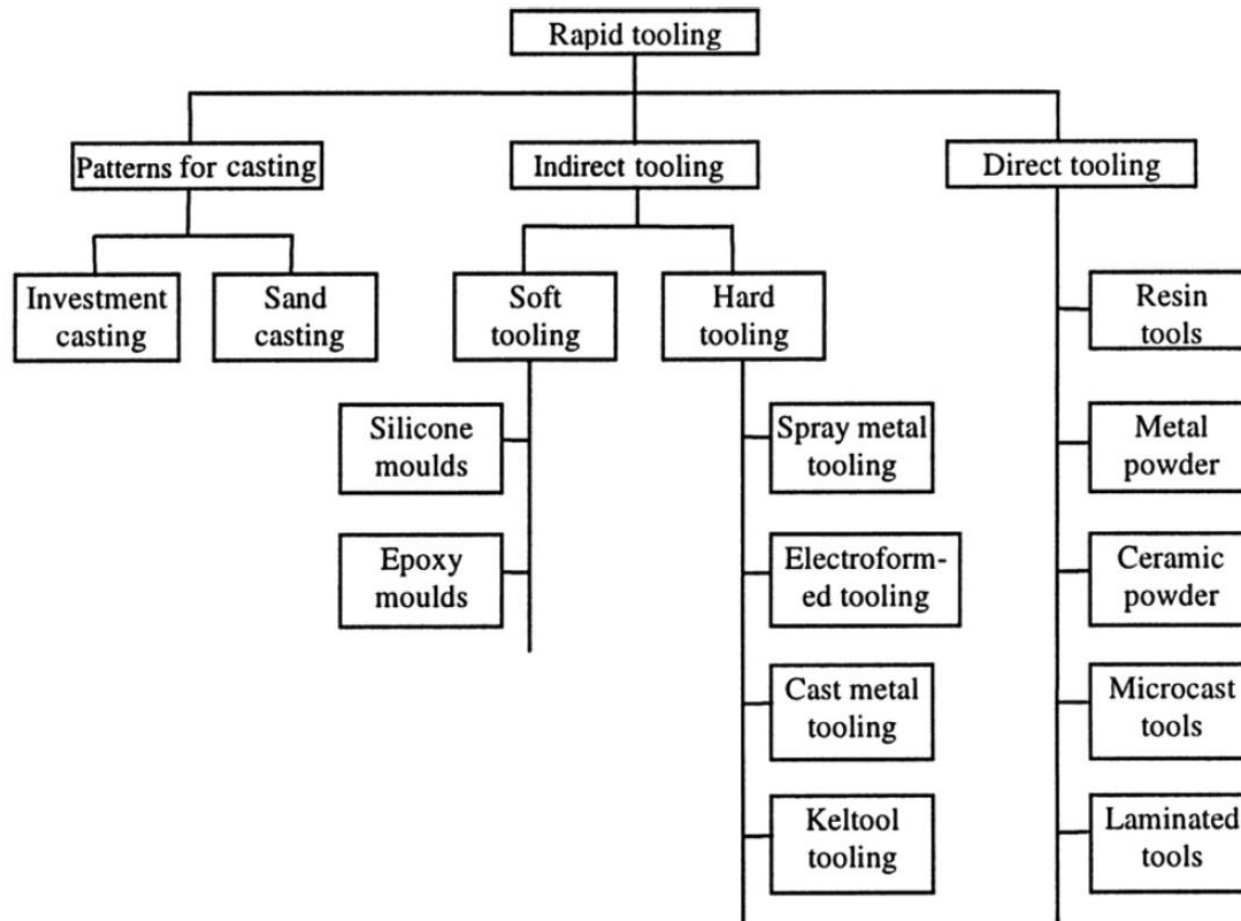 Rapid tooling
Patterns for casting
Indirect tooling
Direct tooling
Investment
casting
Sand
casting
Soft
tooling
Hard
tooling
Resin
tools
Silicone
moulds
Spray metal
tooling
Metal
powder
Epoxy
moulds
Electroform-
ed tooling
Ceramic
powder
Cast metal
tooling
Microcast
tools
Keltool
tooling
Laminated
tools